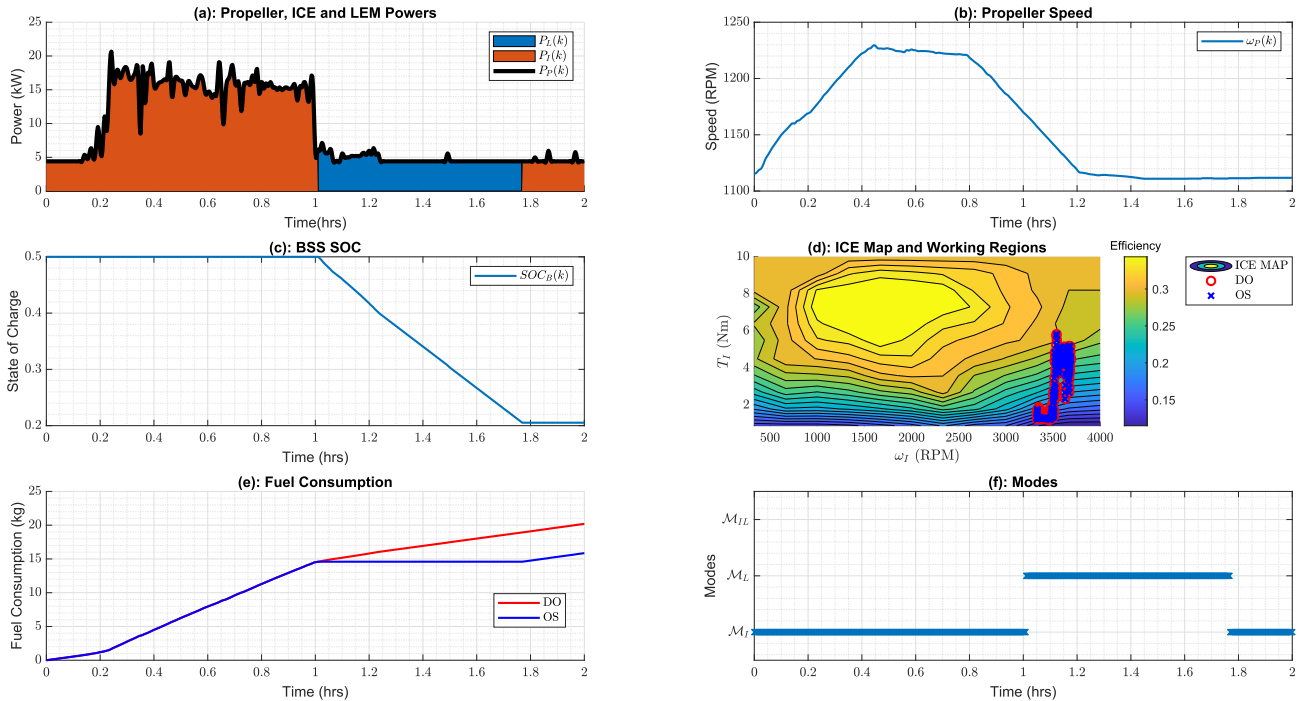 (a): Propeller, ICE and LEM Powers
25
20
15
10
5
0
Power (kW)
P_L(k)
P_I(k)
P_P(k)
0 0.2 0.4 0.6 0.8 1 1.2 1.4 1.6 1.8 2
Time(hrs)
(b): Propeller Speed
1250
1200
1150
1100
Speed (RPM)
ω_P(k)
0 0.2 0.4 0.6 0.8 1 1.2 1.4 1.6 1.8 2
Time (hrs)
(c): BSS SOC
0.5
0.4
0.3
0.2
State of Charge
SOC_B(k)
0 0.2 0.4 0.6 0.8 1 1.2 1.4 1.6 1.8 2
Time (hrs)
(d): ICE Map and Working Regions
10
8
6
4
2
T_I (Nm)
500 1000 1500 2000 2500 3000 3500 4000
ω_I (RPM)
Efficiency
0.3
0.25
0.2
0.15
ICE MAP
DO
OS
(e): Fuel Consumption
25
20
15
10
5
0
Fuel Consumption (kg)
DO
OS
0 0.2 0.4 0.6 0.8 1 1.2 1.4 1.6 1.8 2
Time (hrs)
(f): Modes
M_IL
M_L
M_I
Modes
0 0.2 0.4 0.6 0.8 1 1.2 1.4 1.6 1.8 2
Time (hrs)